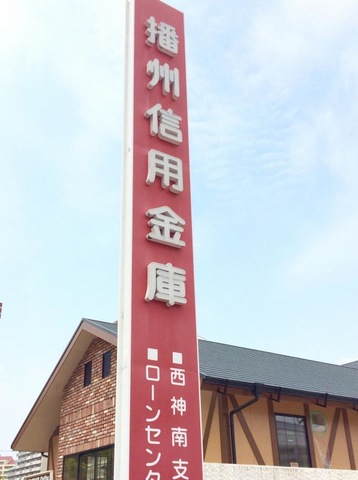 播州信用金庫
■西神南支
■ローンセンタ